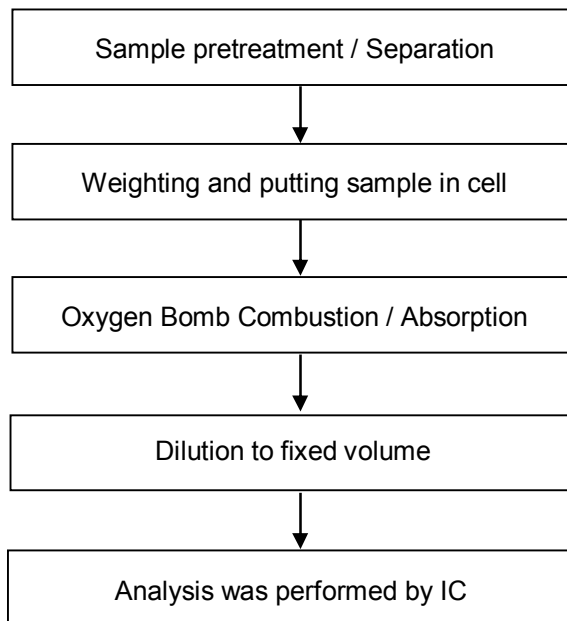 Sample pretreatment / Separation
Weighting and putting sample in cell
Oxygen Bomb Combustion / Absorption
Dilution to fixed volume
Analysis was performed by IC